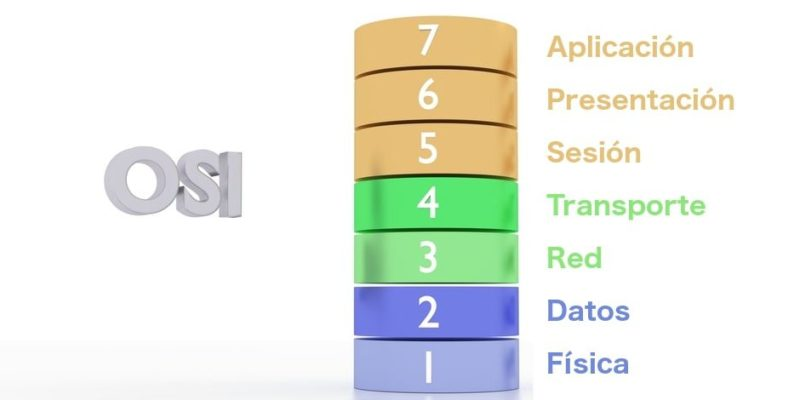 OSI
7 Aplicación
6 Presentación
5 Sesión
4 Transporte
3 Red
2 Datos
1 Física